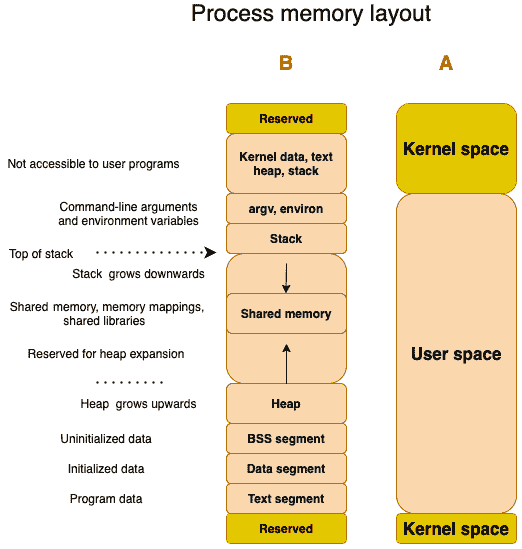 Process memory layout
B
A
Reserved
Kernel space
Not accessible to user programs
Kernel data, text
heap, stack
Command-line arguments
and environment variables
argv, environ
Stack
Top of stack
Stack grows downwards
Shared memory, memory mappings,
shared libraries
Shared memory
Reserved for heap expansion
User space
Heap grows upwards
Heap
Uninitialized data
BSS segment
Initialized data
Data segment
Program data
Text segment
Reserved
Kernel space